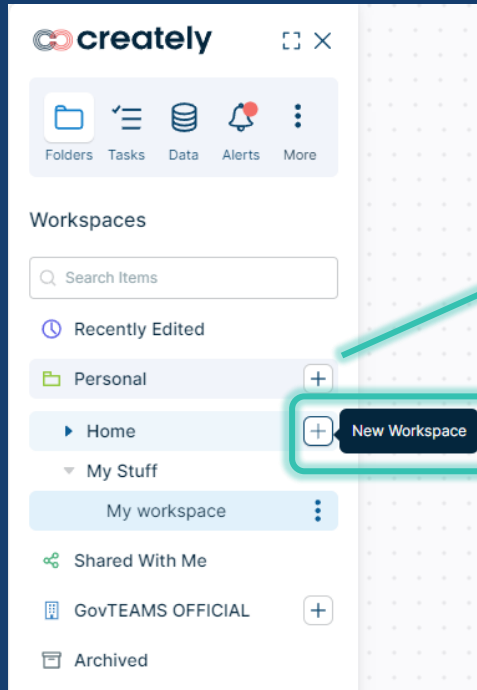 creately
Folders Tasks Data Alerts More
Workspaces
Search Items
Recently Edited
Personal
Home
New Workspace
My Stuff
My workspace
Shared With Me
GovTEAMS OFFICIAL
Archived